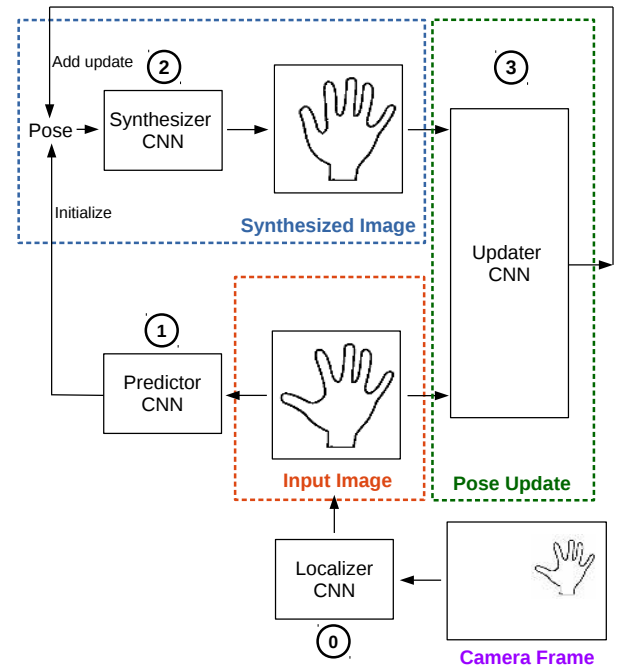 Add update
2
3
Pose
Synthesizer
CNN
Initialize
Synthesized Image
Updater
CNN
1
Predictor
CNN
Input Image
Pose Update
Localizer
CNN
0
Camera Frame